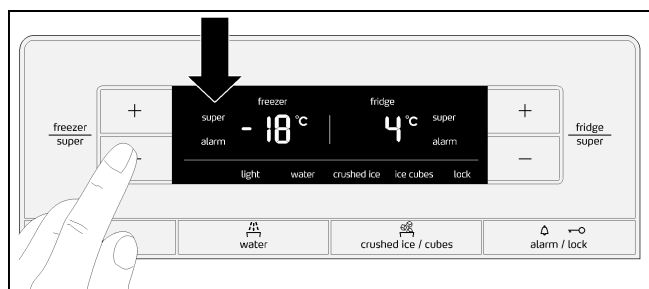 freezer
super
+
-
freezer
super
alarm
- 18 °C
fridge
4 °C
super
alarm
light water crushed ice ice cubes lock
+
-
fridge
super
water
crushed ice / cubes
alarm / lock